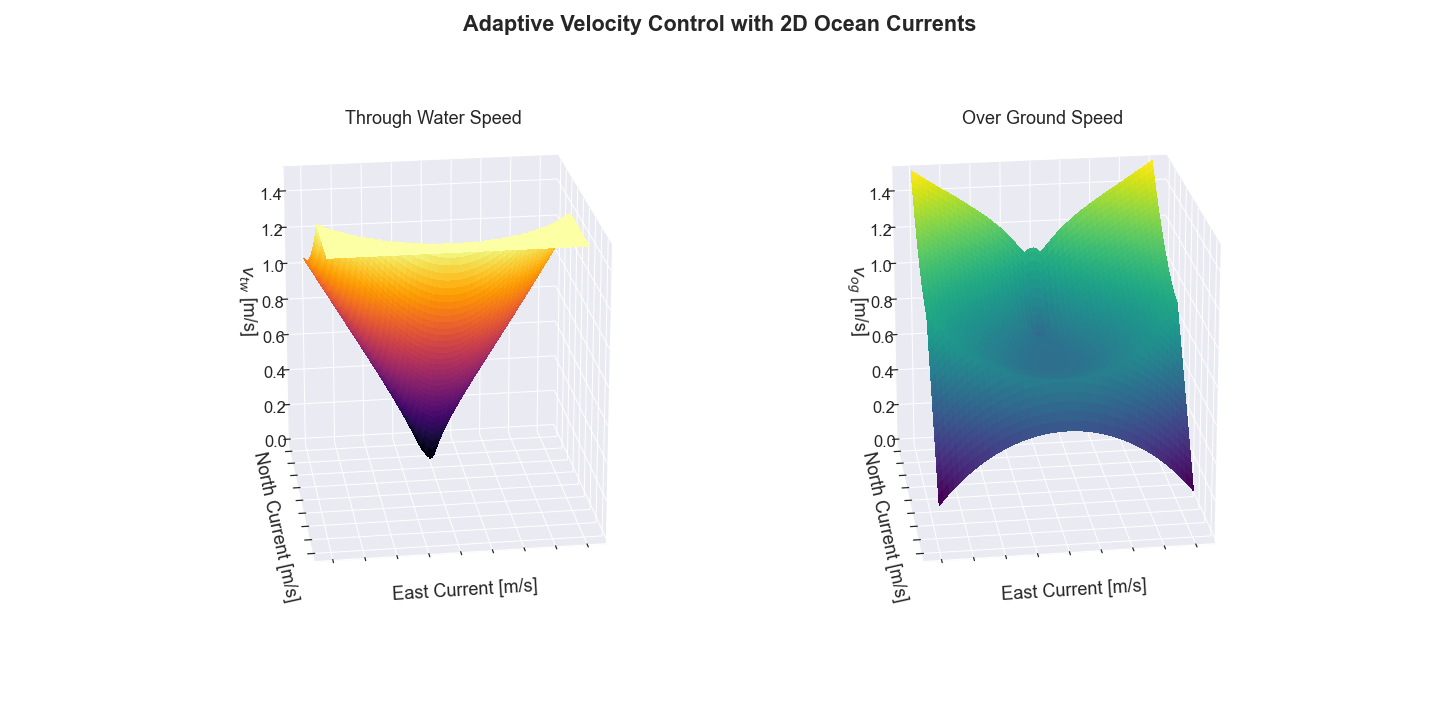 Adaptive Velocity Control with 2D Ocean Currents
Through Water Speed
1.4
1.2
1.0
0.8
0.6
0.4
0.2
0.0
v_tw [m/s]
North Current [m/s]
East Current [m/s]
Over Ground Speed
1.4
1.2
1.0
0.8
0.6
0.4
0.2
0.0
v_og [m/s]
North Current [m/s]
East Current [m/s]